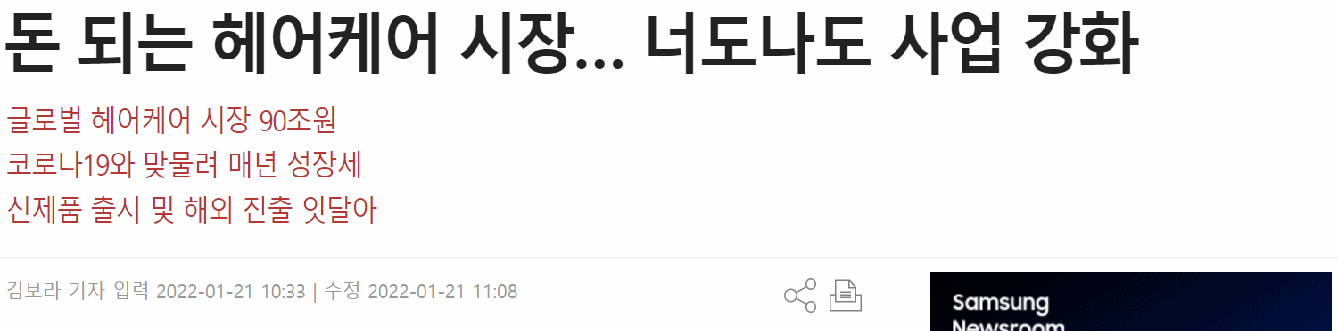 돈 되는 헤어케어 시장... 너도나도 사업 강화
글로벌 헤어케어 시장 90조원
코로나19와 맞물려 매년 성장세
신제품 출시 및 해외 진출 잇달아
김보라 기자 입력 2022-01-21 10:33 | 수정 2022-01-21 11:08
Samsung
Newsroom